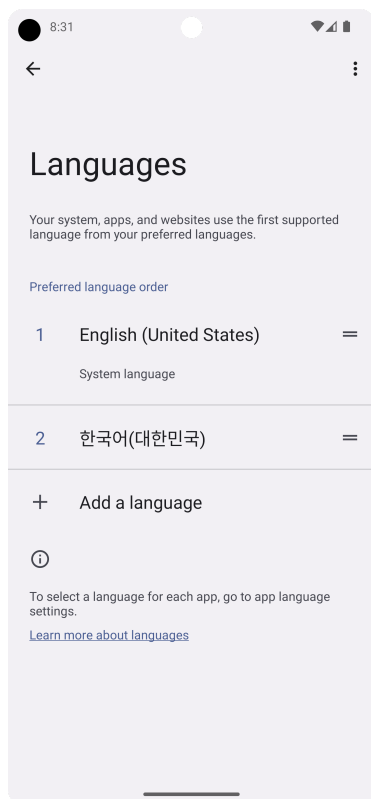 8:31
Languages
Your system, apps, and websites use the first supported
language from your preferred languages.
Preferred language order
1 English (United States)
System language
2 한국어(대한민국)
Add a language
To select a language for each app, go to app language
settings.
Learn more about languages